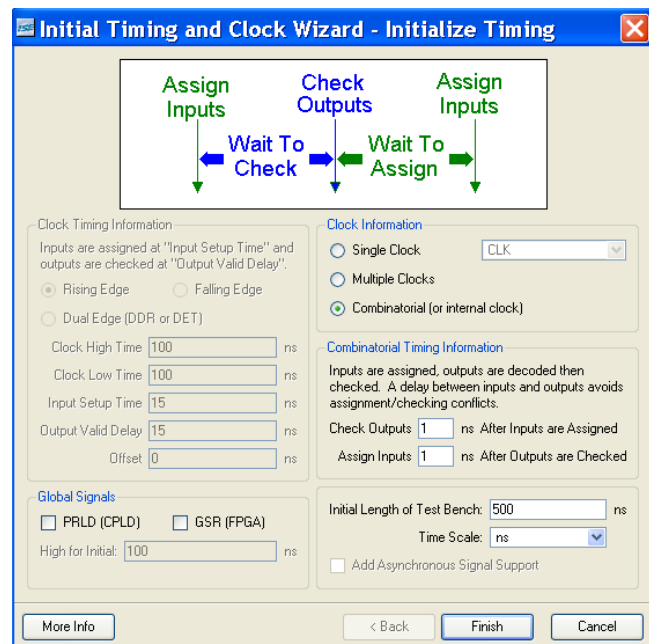 ISE Initial Timing and Clock Wizard - Initialize Timing
Assign Inputs
Check Outputs
Assign Inputs
Wait To Check
Wait To Assign
Clock Timing Information
Inputs are assigned at "Input Setup Time" and
outputs are checked at "Output Valid Delay".
Rising Edge Falling Edge
Dual Edge (DDR or DET)
Clock High Time 100 ns
Clock Low Time 100 ns
Input Setup Time 15 ns
Output Valid Delay 15 ns
Offset 0 ns
Global Signals
PRLD (CPLD) GSR (FPGA)
High for Initial: 100 ns
Clock Information
Single Clock CLK
Multiple Clocks
Combinatorial (or internal clock)
Combinatorial Timing Information
Inputs are assigned, outputs are decoded then
checked. A delay between inputs and outputs avoids
assignment/checking conflicts.
Check Outputs 1 ns After Inputs are Assigned
Assign Inputs 1 ns After Outputs are Checked
Initial Length of Test Bench: 500 ns
Time Scale: ns
Add Asynchronous Signal Support
More Info < Back Finish Cancel